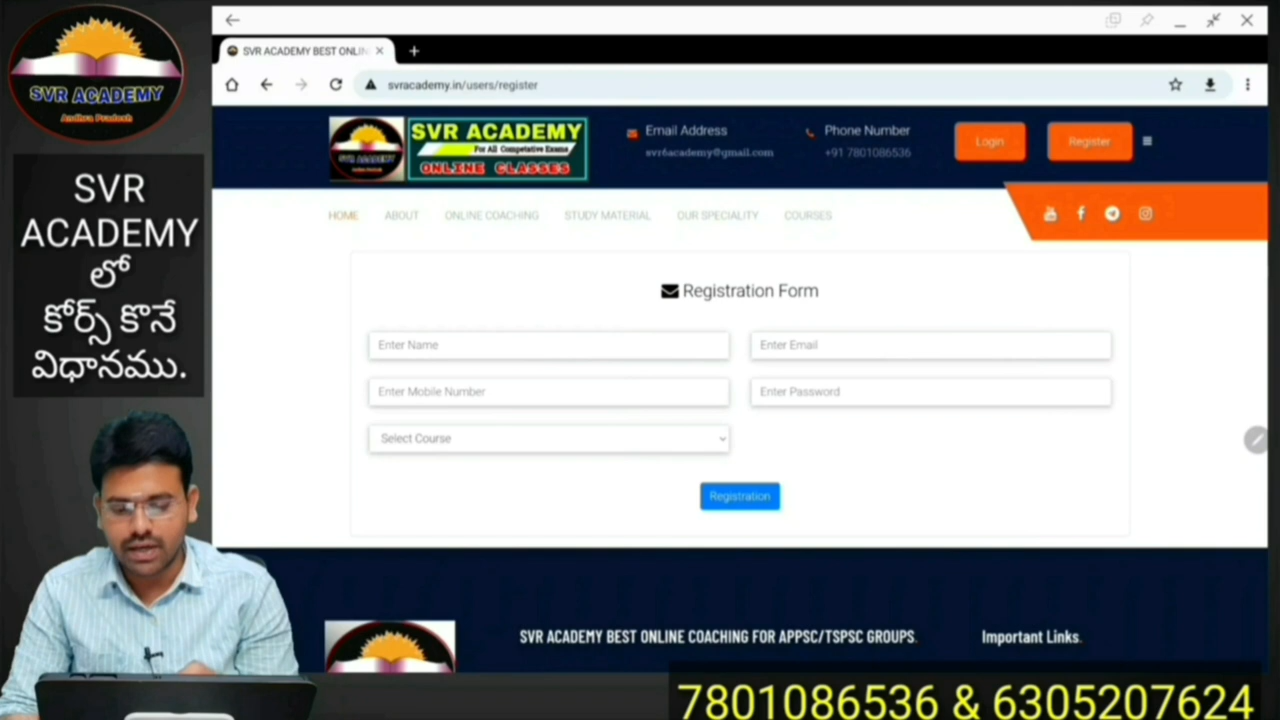 SVR ACADEMY
Andhra Pradesh
SVR
ACADEMY
లో
కోర్స్ కొనే
విధానము.
SVR ACADEMY BEST ONLIN
svracademy.in/users/register
SVR ACADEMY
SVR ACADEMY
For All Competative Exams
ONLINE CLASSES
Email Address
svr6academy@gmail.com
Phone Number
+91 7801086536
Login
Register
HOME
ABOUT
ONLINE COACHING
STUDY MATERIAL
OUR SPECIALITY
COURSES
Registration Form
Enter Name
Enter Email
Enter Mobile Number
Enter Password
Select Course
Registration
SVR ACADEMY BEST ONLINE COACHING FOR APPSC/TSPSC GROUPS.
Important Links.
7801086536 & 6305207624